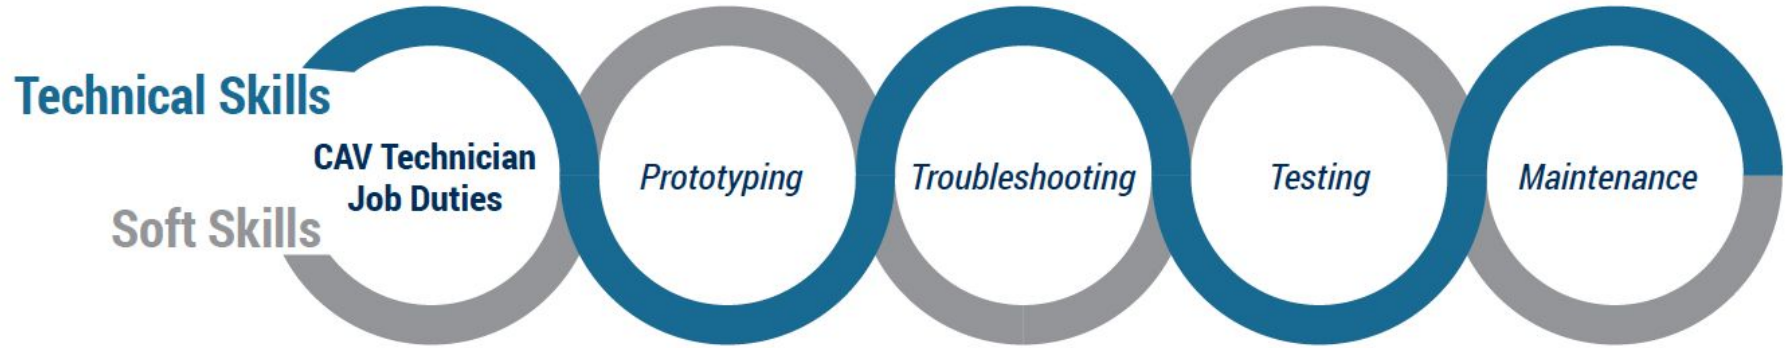 Technical Skills
CAV Technician
Job Duties
Soft Skills
Prototyping
Troubleshooting
Testing
Maintenance